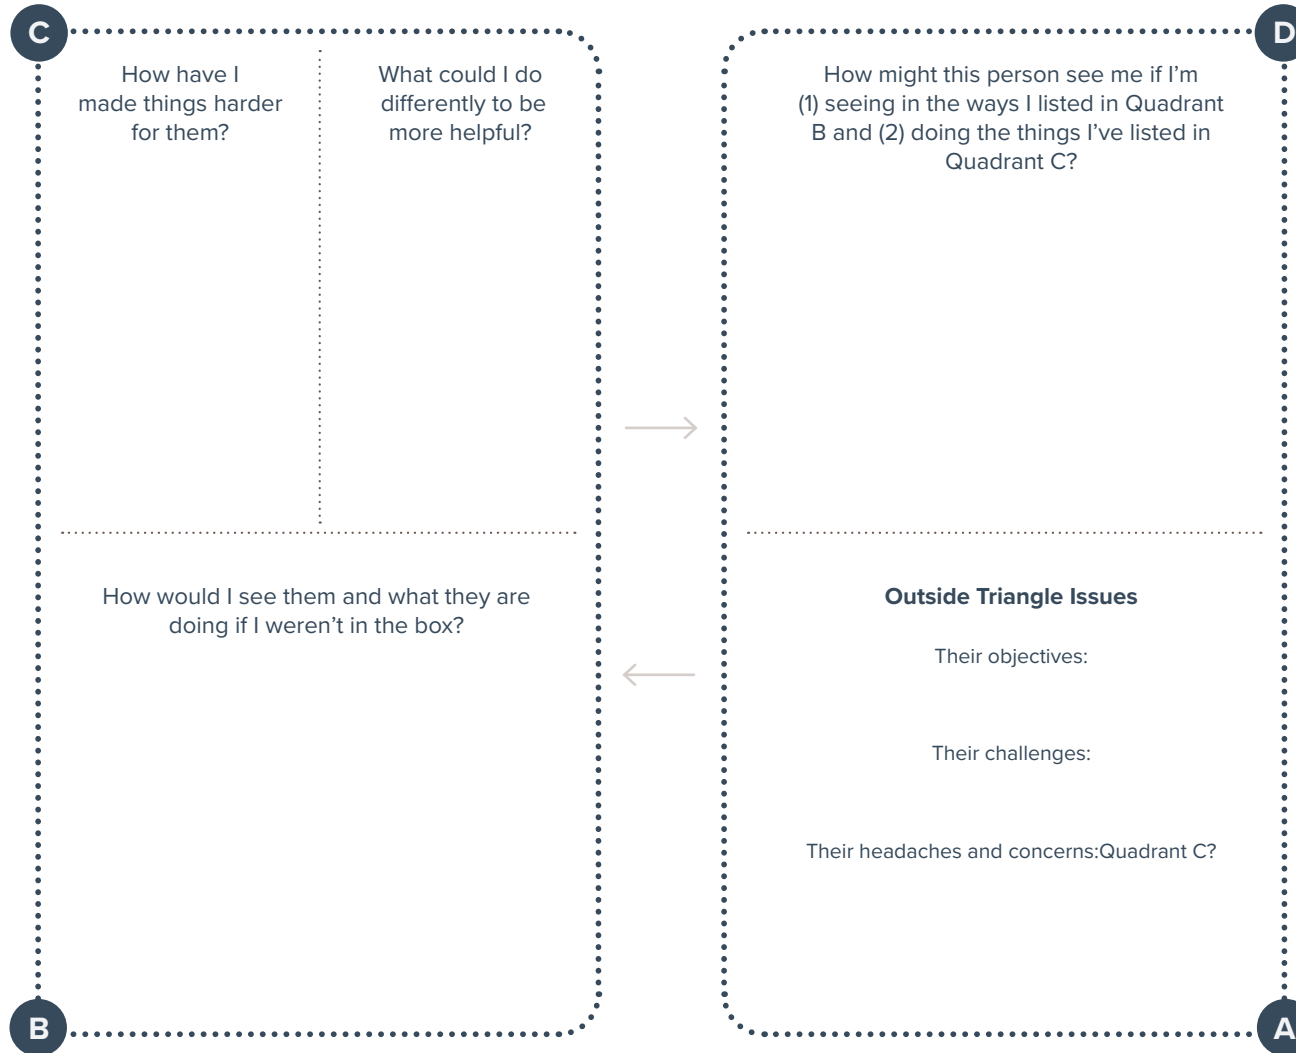 C
How have I
made things harder
for them?
What could I do
differently to be
more helpful?
How would I see them and what they are
doing if I weren’t in the box?
B
D
How might this person see me if I’m
(1) seeing in the ways I listed in Quadrant
B and (2) doing the things I’ve listed in
Quadrant C?
Outside Triangle Issues
Their objectives:
Their challenges:
Their headaches and concerns:Quadrant C?
A